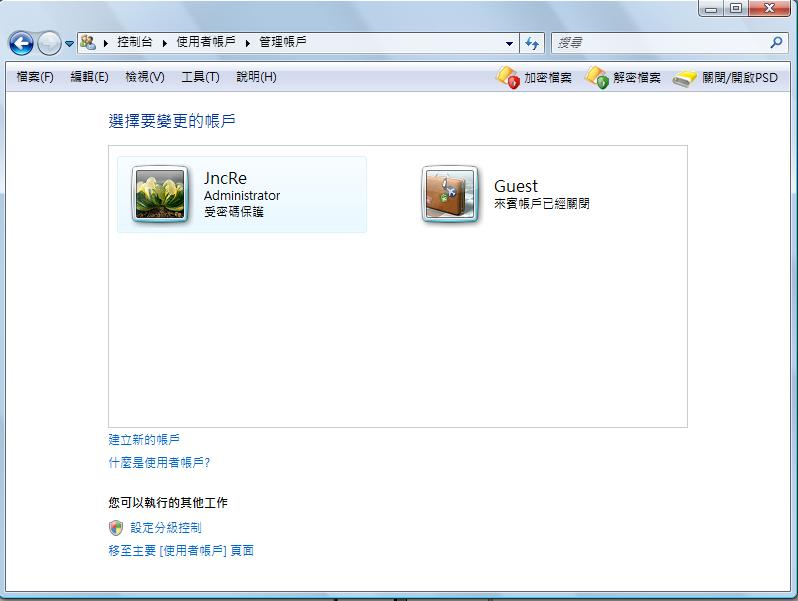 控制台 ▸ 使用者帳戶 ▸ 管理帳戶
搜尋
檔案(F) 編輯(E) 檢視(V) 工具(T) 說明(H) 加密檔案 解密檔案 關閉/開啟PSD
選擇要變更的帳戶
JncRe
Administrator
受密碼保護
Guest
來賓帳戶已經關閉
建立新的帳戶
什麼是使用者帳戶?
您可以執行的其他工作
設定分級控制
移至主要 [使用者帳戶] 頁面